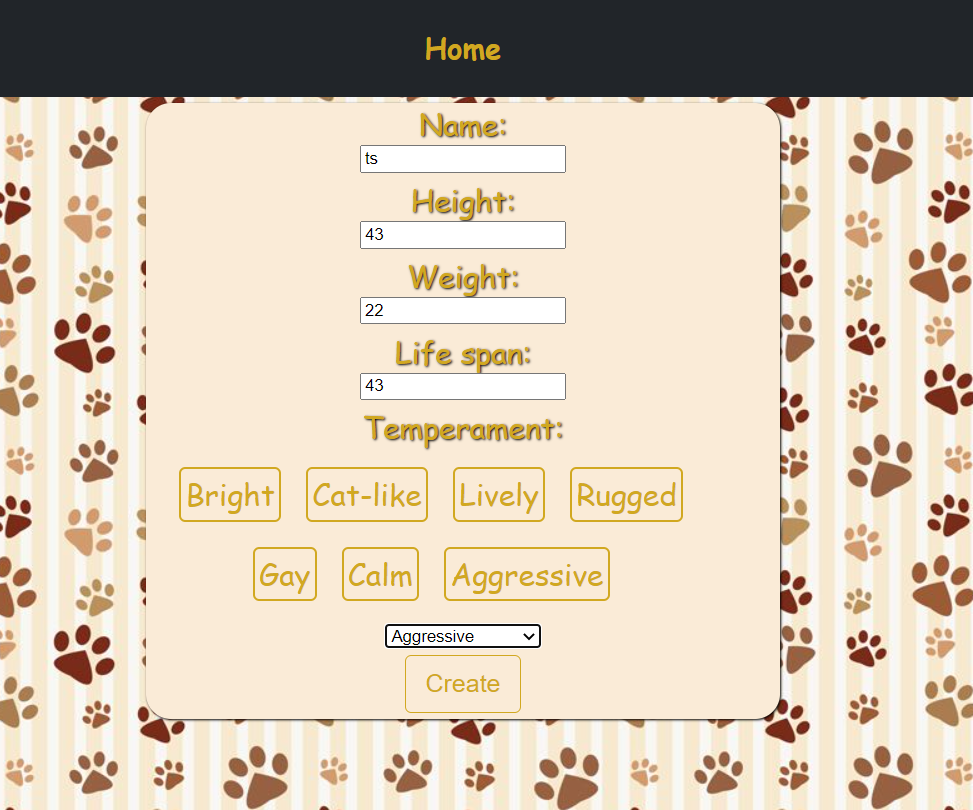 Home
Name:
ts
Height:
43
Weight:
22
Life span:
43
Temperament:
Bright Cat-like Lively Rugged
Gay Calm Aggressive
Aggressive
Create